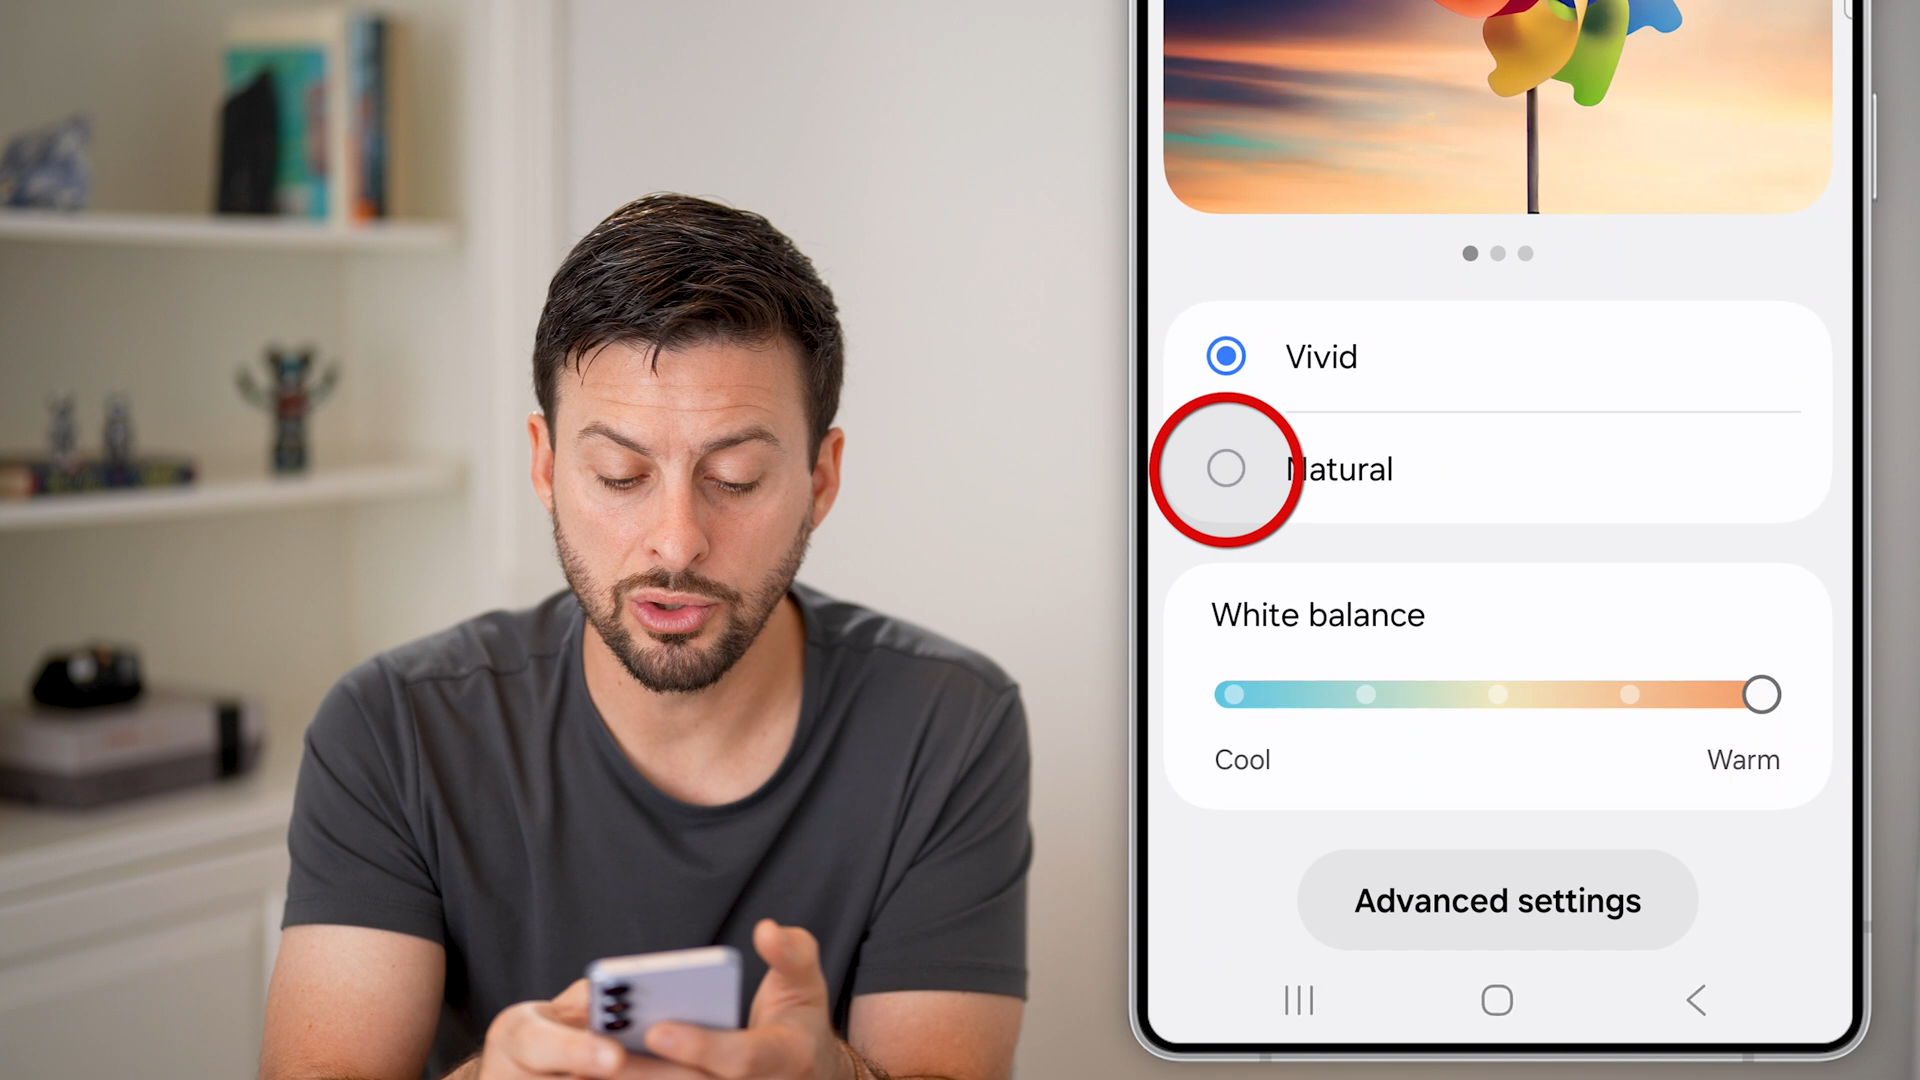 Vivid
Natural
White balance
Cool
Warm
Advanced settings